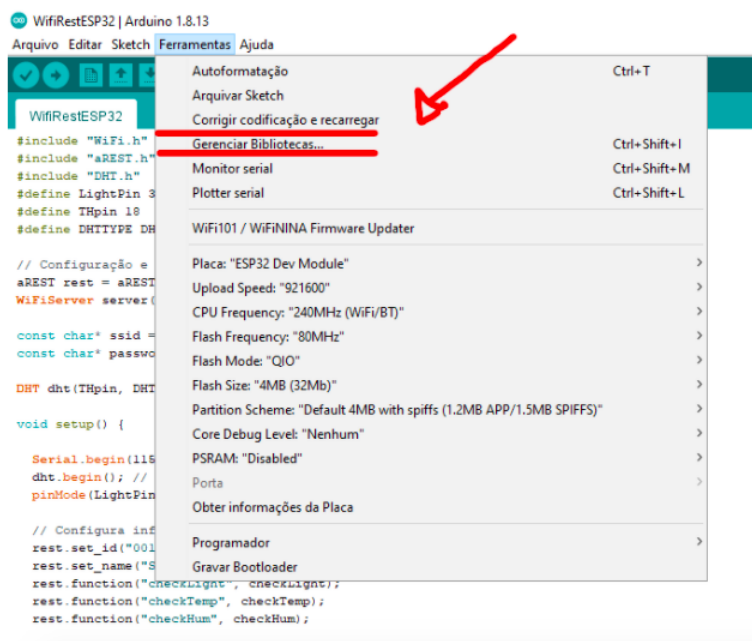 WifiRestESP32 | Arduino 1.8.13
Arquivo Editar Sketch Ferramentas Ajuda
WifiRestESP32
#include "WiFi.h"
#include "aREST.h"
#include "DHT.h"
#define LightPin 3
#define THpin 18
#define DHTTYPE DH
// Configuração e
aREST rest = aREST
WiFiServer server(
const char* ssid =
const char* passwo
DHT dht(THpin, DHT
void setup() {
Serial.begin(115
dht.begin(); //
pinMode(LightPin
// Configura inf
rest.set_id("001
rest.set_name("S
rest.function("checkLight", checkLight);
rest.function("checkTemp", checkTemp);
rest.function("checkHum", checkHum);
Autoformatação Ctrl+T
Arquivar Sketch
Corrigir codificação e recarregar
Gerenciar Bibliotecas... Ctrl+Shift+I
Monitor serial Ctrl+Shift+M
Plotter serial Ctrl+Shift+L
WiFi101 / WiFiNINA Firmware Updater
Placa: "ESP32 Dev Module"
Upload Speed: "921600"
CPU Frequency: "240MHz (WiFi/BT)"
Flash Frequency: "80MHz"
Flash Mode: "QIO"
Flash Size: "4MB (32Mb)"
Partition Scheme: "Default 4MB with spiffs (1.2MB APP/1.5MB SPIFFS)"
Core Debug Level: "Nenhum"
PSRAM: "Disabled"
Porta
Obter informações da Placa
Programador
Gravar Bootloader